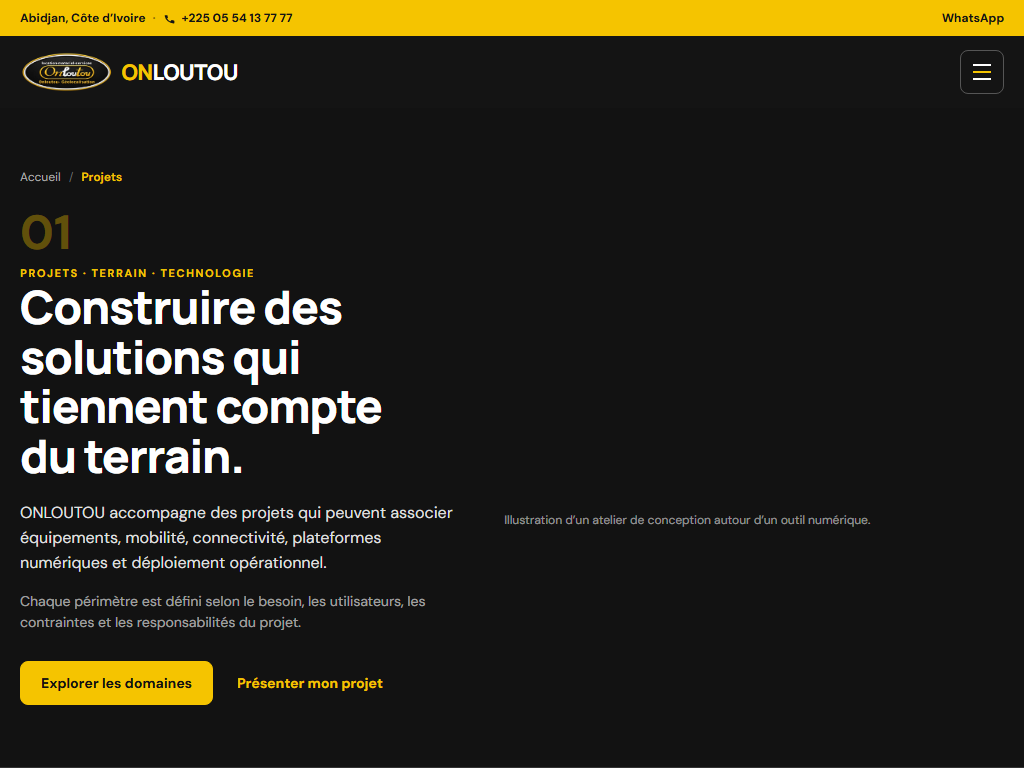 Abidjan, Côte d’Ivoire · +225 05 54 13 77 77
WhatsApp
Onloutou
ONLOUTOU
Accueil / Projets
01
PROJETS · TERRAIN · TECHNOLOGIE
Construire des
solutions qui
tiennent compte
du terrain.
ONLOUTOU accompagne des projets qui peuvent associer
équipements, mobilité, connectivité, plateformes
numériques et déploiement opérationnel.
Illustration d’un atelier de conception autour d’un outil numérique.
Chaque périmètre est défini selon le besoin, les utilisateurs, les
contraintes et les responsabilités du projet.
Explorer les domaines
Présenter mon projet